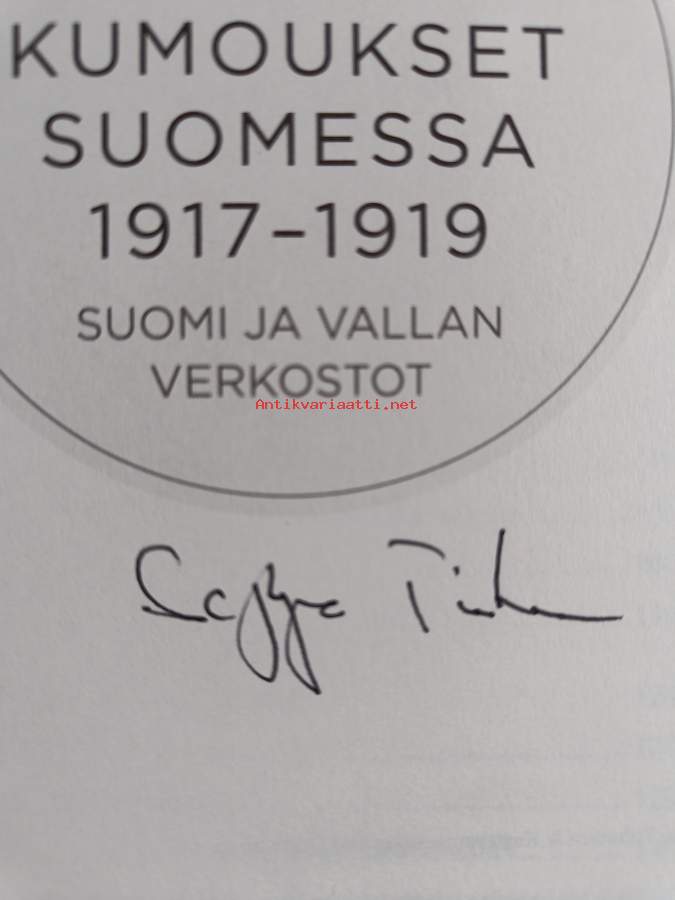 KUMOUKSET
SUOMESSA
1917–1919
SUOMI JA VALLAN
VERKOSTOT
Antikvariaatti.net